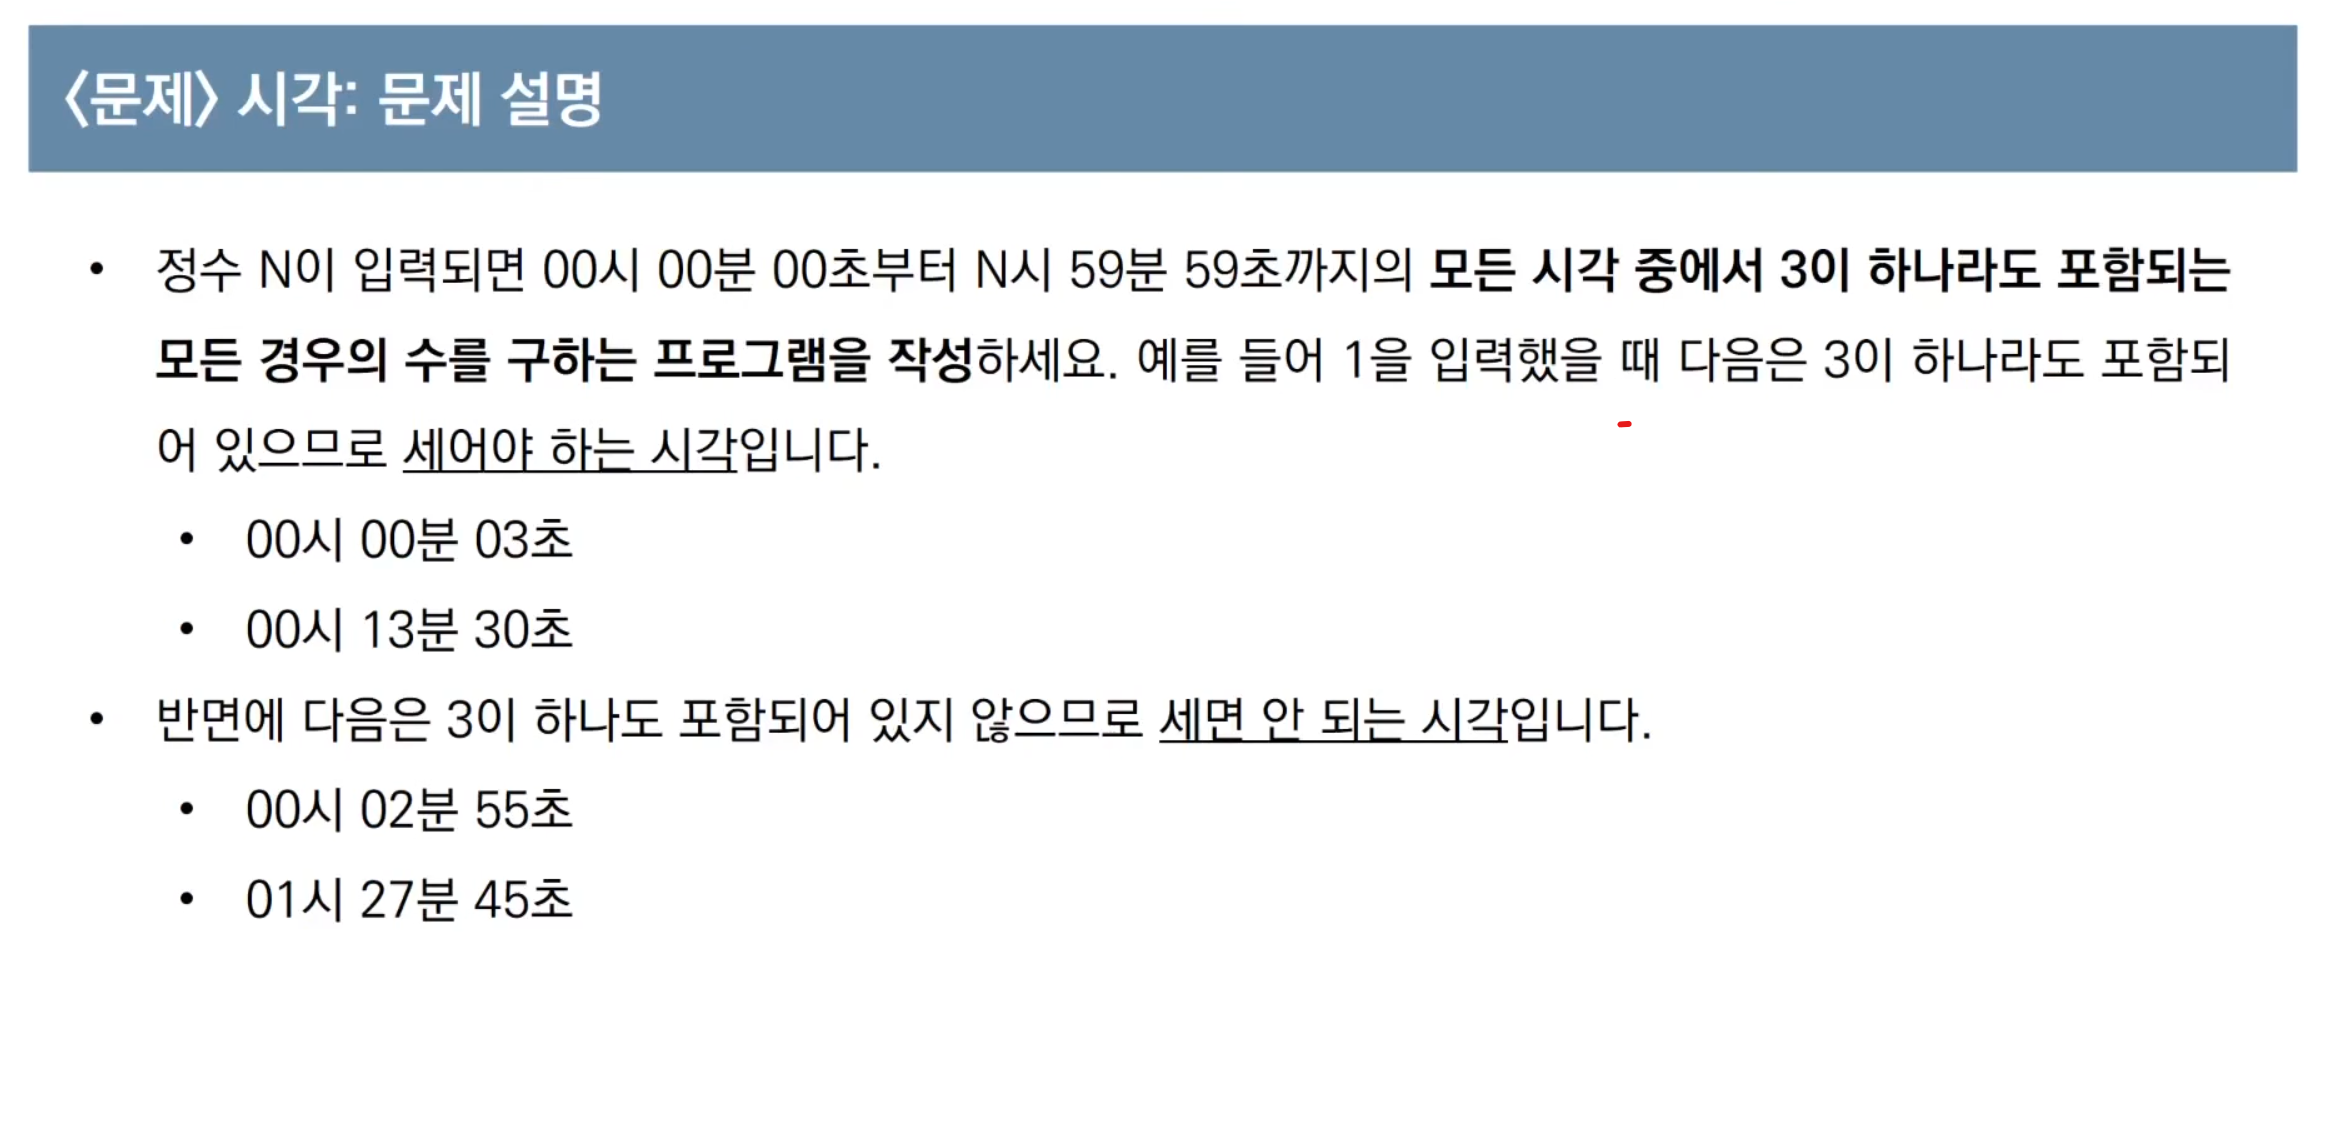 〈문제〉 시각: 문제 설명
• 정수 N이 입력되면 00시 00분 00초부터 N시 59분 59초까지의 모든 시각 중에서 3이 하나라도 포함되는
모든 경우의 수를 구하는 프로그램을 작성하세요. 예를 들어 1을 입력했을 때 다음은 3이 하나라도 포함되
어 있으므로 세어야 하는 시각입니다.
• 00시 00분 03초
• 00시 13분 30초
• 반면에 다음은 3이 하나도 포함되어 있지 않으므로 세면 안 되는 시각입니다.
• 00시 02분 55초
• 01시 27분 45초